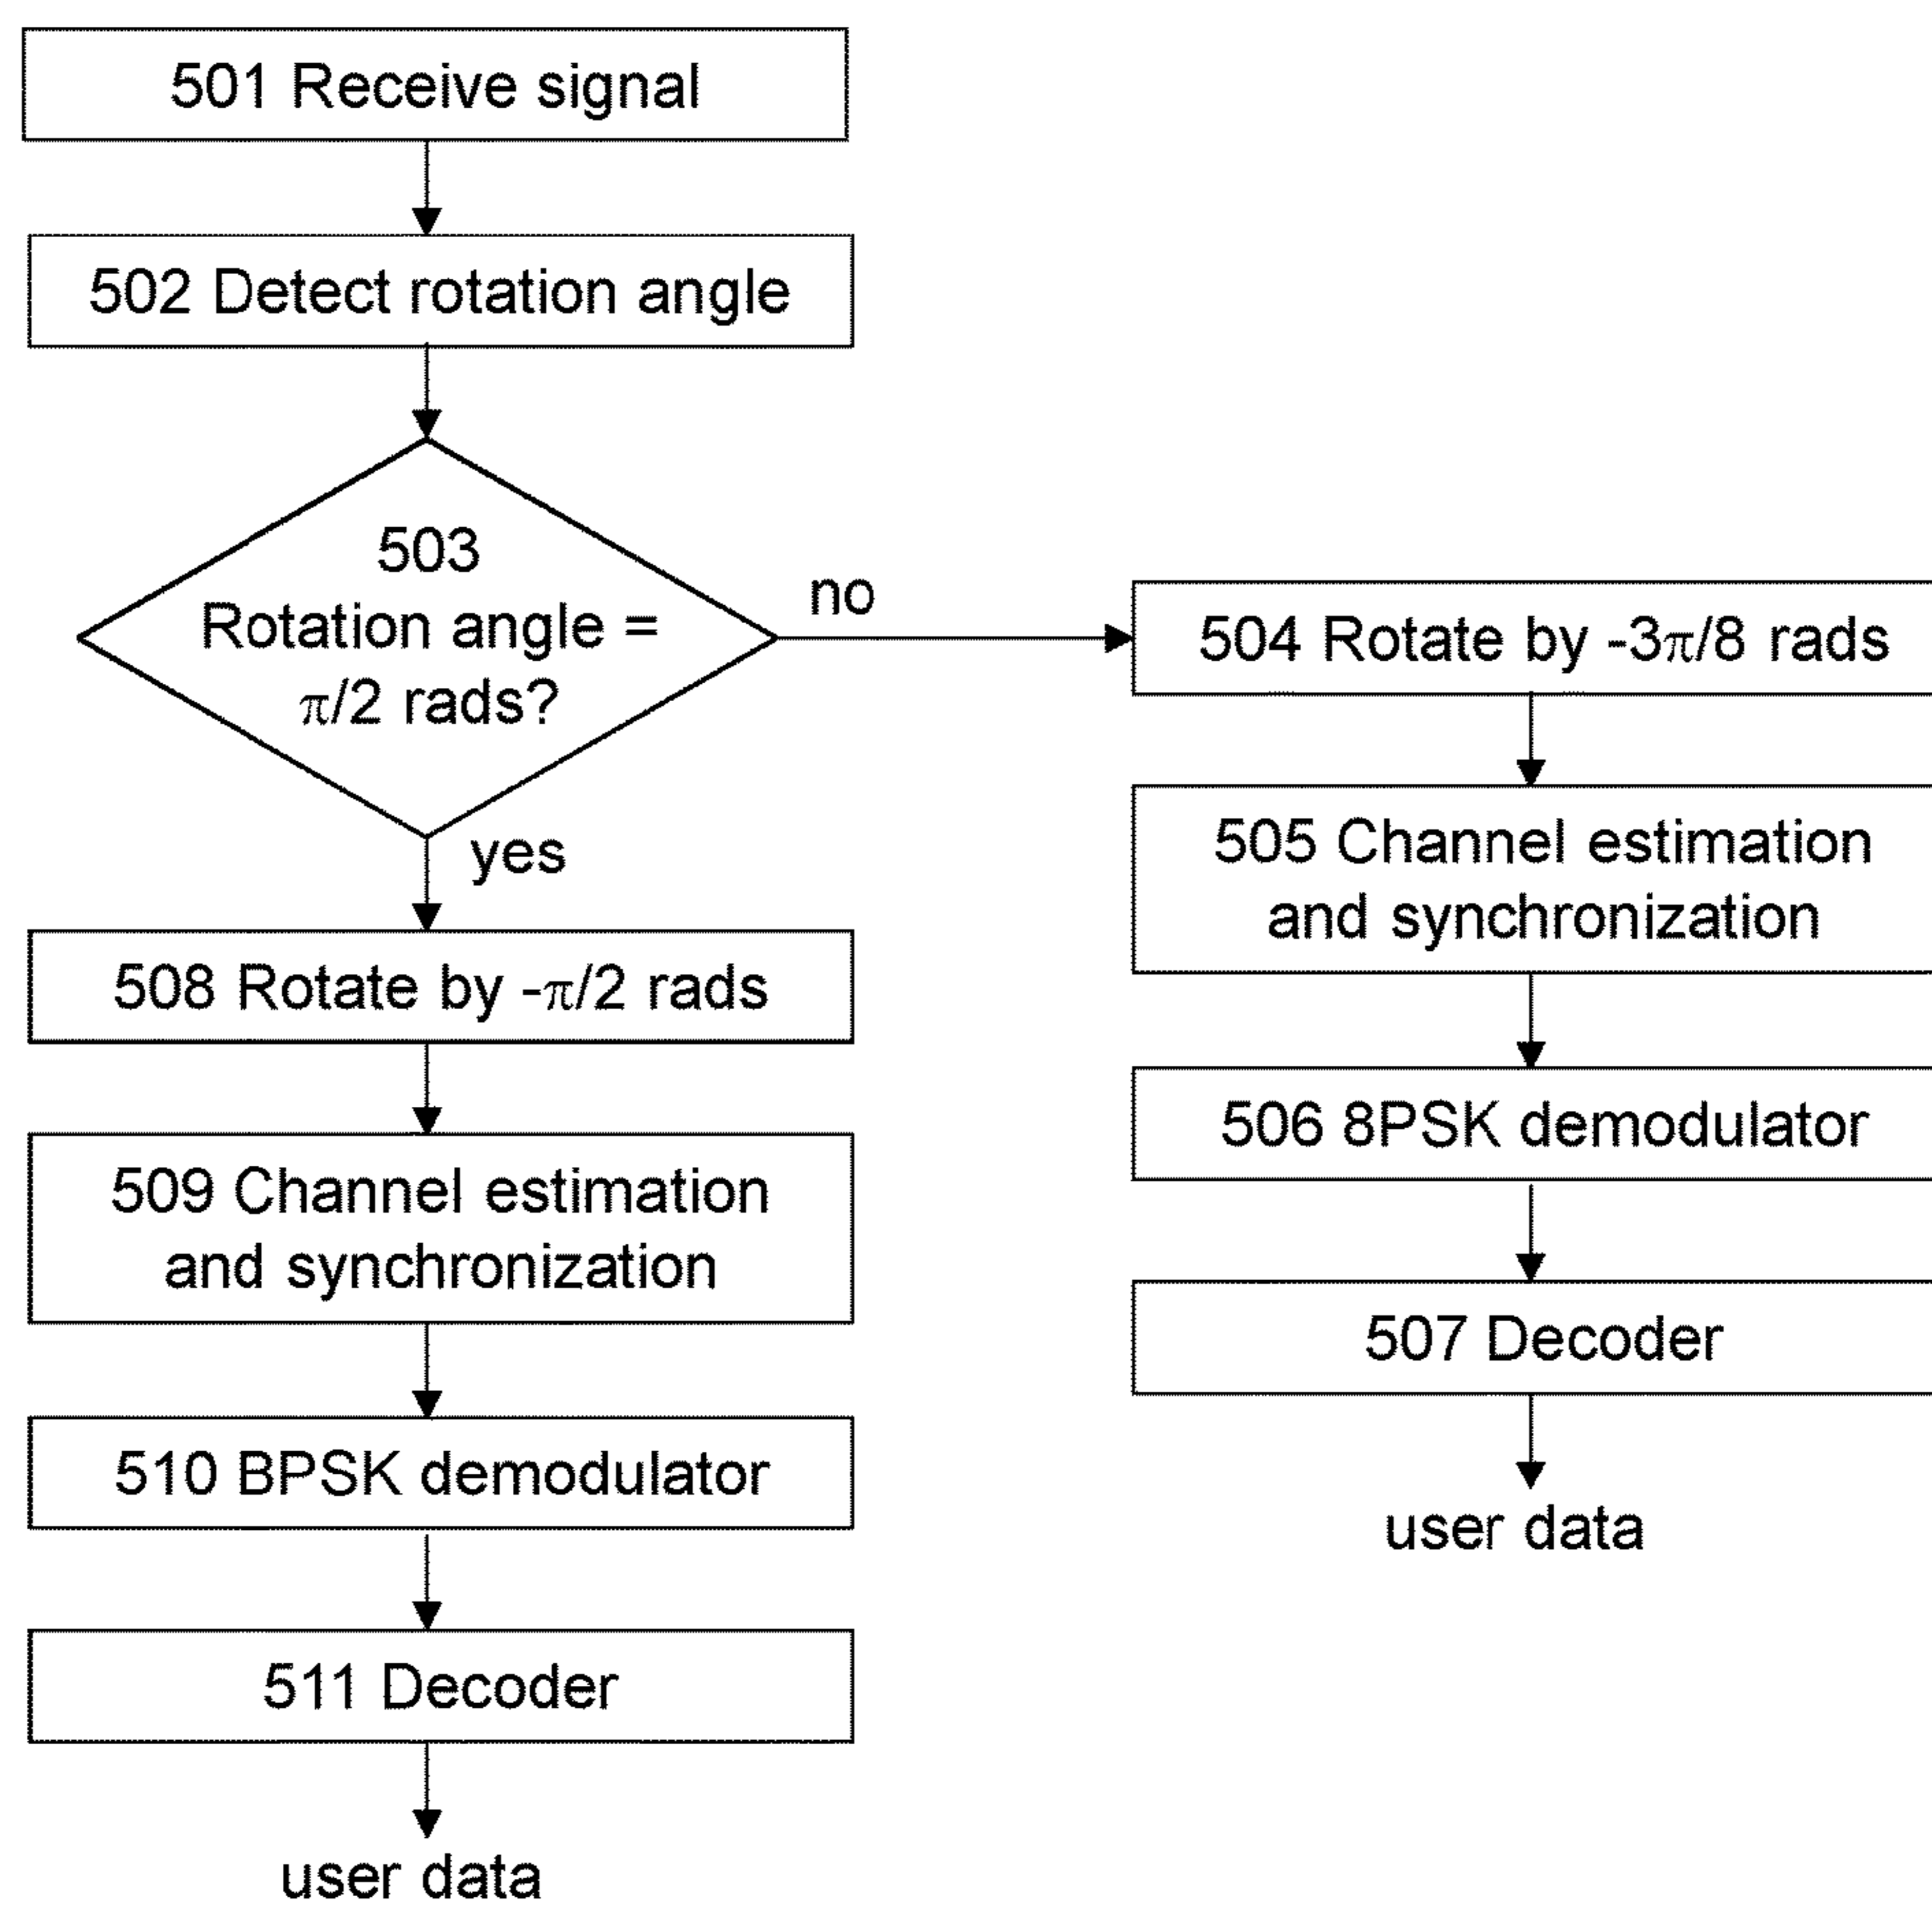 501 Receive signal
502 Detect rotation angle
503
Rotation angle =
π/2 rads?
no
yes
504 Rotate by -3π/8 rads
505 Channel estimation
and synchronization
506 8PSK demodulator
507 Decoder
user data
508 Rotate by -π/2 rads
509 Channel estimation
and synchronization
510 BPSK demodulator
511 Decoder
user data